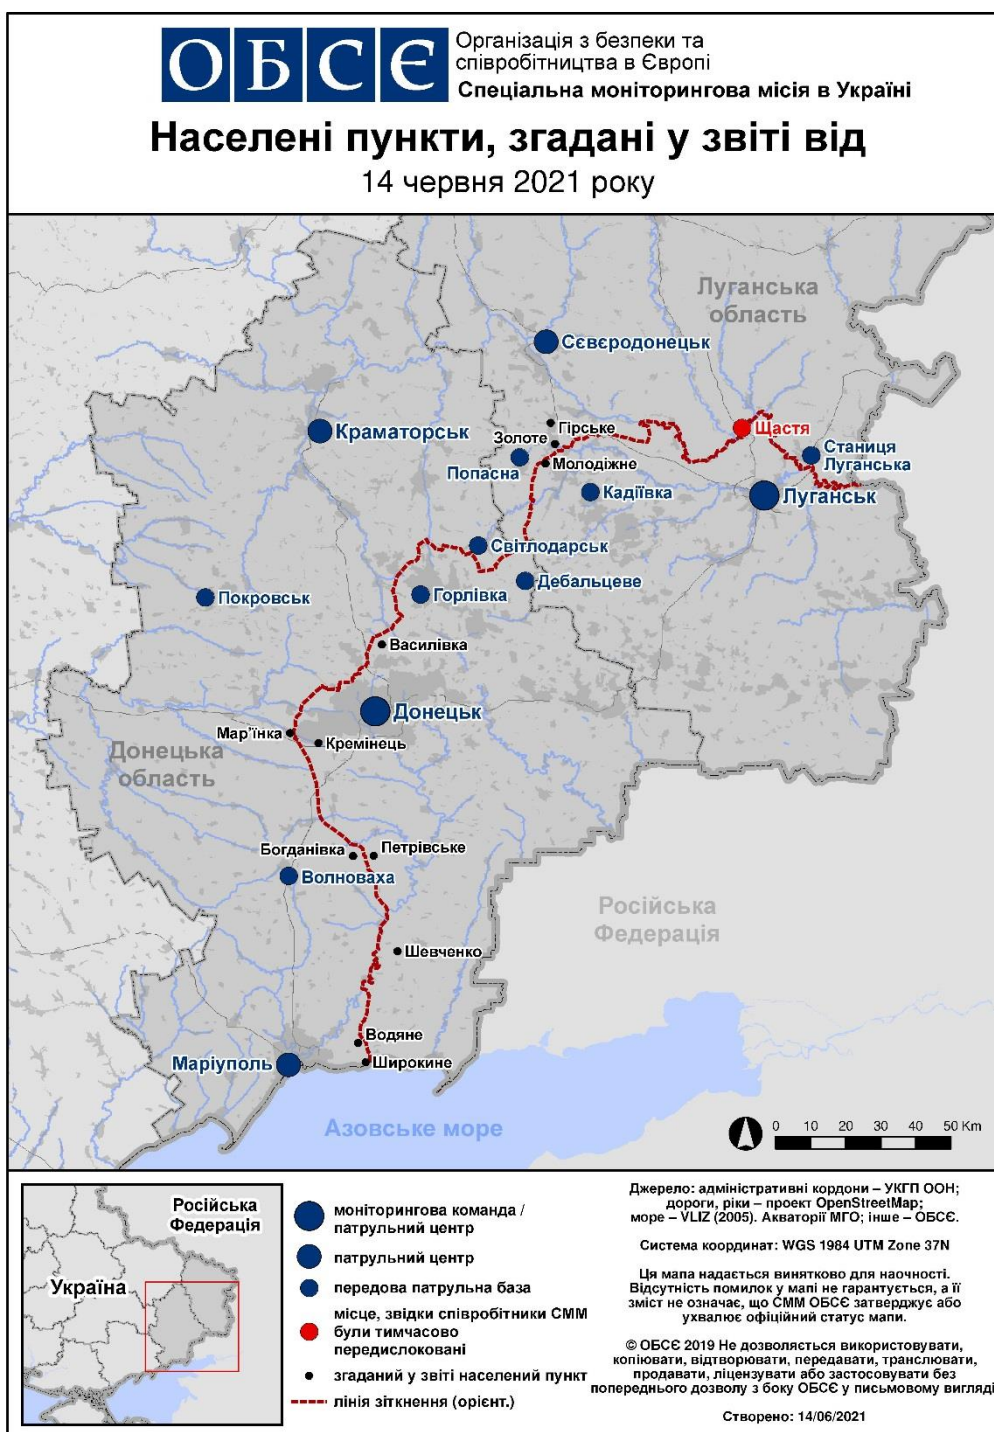 ОБСЄ
Організація з безпеки та
співробітництва в Європі
Спеціальна моніторингова місія в Україні
Населені пункти, згадані у звіті від
14 червня 2021 року
Луганська
область
Сєвєродонецьк
Гірське
Щастя
Краматорськ
Золоте
Станиця
Луганська
Попасна
Молодіжне
Кадіївка
Луганськ
Світлодарськ
Дебальцеве
Покровськ
Горлівка
Василівка
Донецьк
Мар'їнка
Кремінець
Донецька
область
Богданівка
Петрівське
Волноваха
Російська
Федерація
Шевченко
Водяне
Маріуполь
Широкине
Азовське море
0 10 20 30 40 50 Km
Російська
Федерація
Україна
моніторингова команда /
патрульний центр
патрульний центр
передова патрульна база
місце, звідки співробітники СММ
були тимчасово
передислоковані
згаданий у звіті населений пункт
лінія зіткнення (орієнт.)
Джерело: адміністративні кордони – УКГП ООН;
дороги, ріки – проект OpenStreetMap;
море – VLIZ (2005). Акваторії МГО; інше – ОБСЄ.
Система координат: WGS 1984 UTM Zone 37N
Ця мапа надається винятково для наочності.
Відсутність помилок у мапі не гарантується, а її
зміст не означає, що СММ ОБСЄ затверджує або
ухвалює офіційний статус мапи.
© ОБСЄ 2019 Не дозволяється використовувати,
копіювати, відтворювати, передавати, транслювати,
продавати, ліцензувати або застосовувати без
попереднього дозволу з боку ОБСЄ у письмовому вигляді
Створено: 14/06/2021